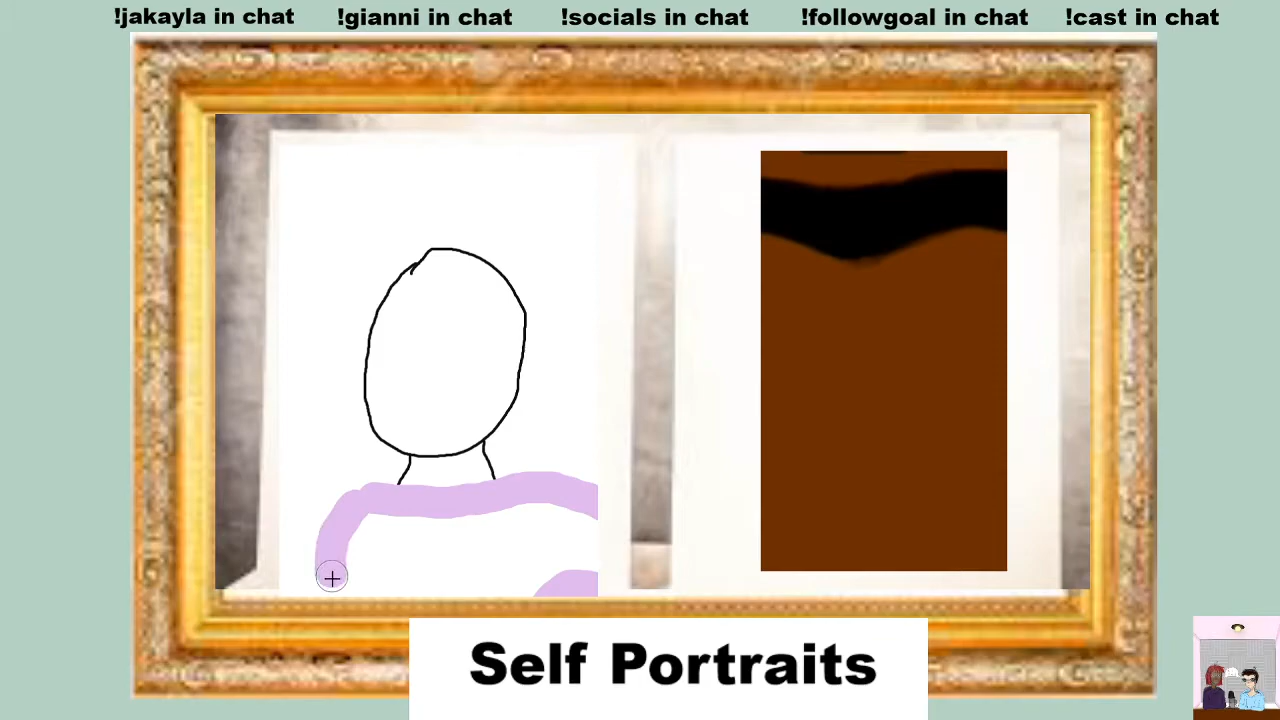 !jakayla in chat !gianni in chat !socials in chat !followgoal in chat !cast in chat
Self Portraits